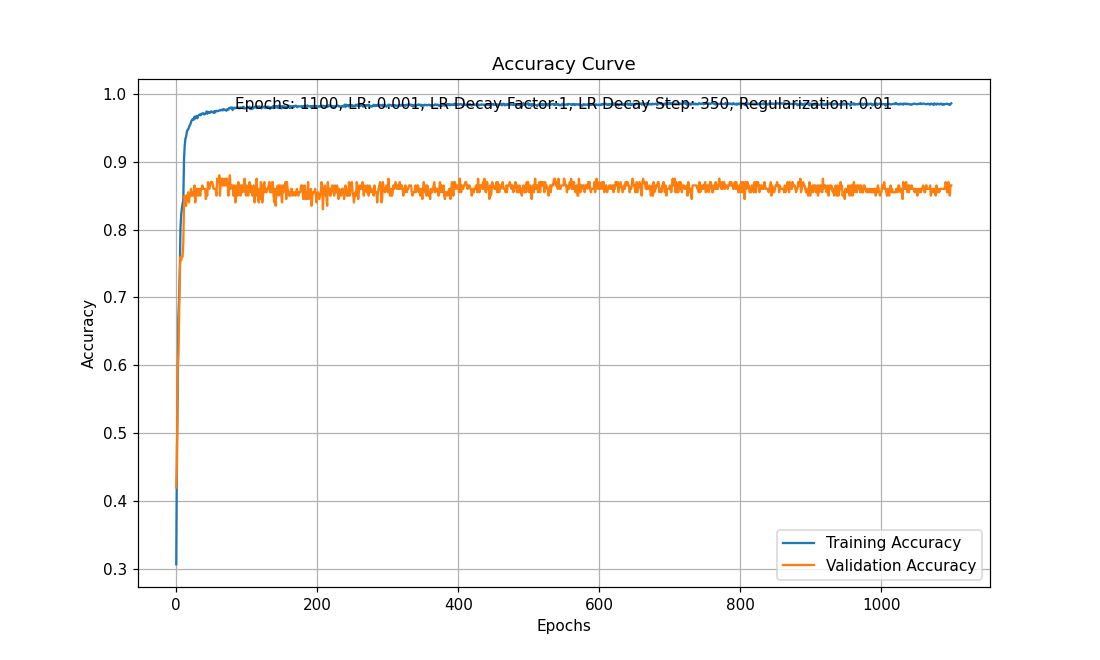 Accuracy Curve
Epochs: 1100, LR: 0.001, LR Decay Factor:1, LR Decay Step: 350, Regularization: 0.01
1.0
0.9
0.8
0.7
0.6
0.5
0.4
0.3
Accuracy
Training Accuracy
Validation Accuracy
0 200 400 600 800 1000
Epochs